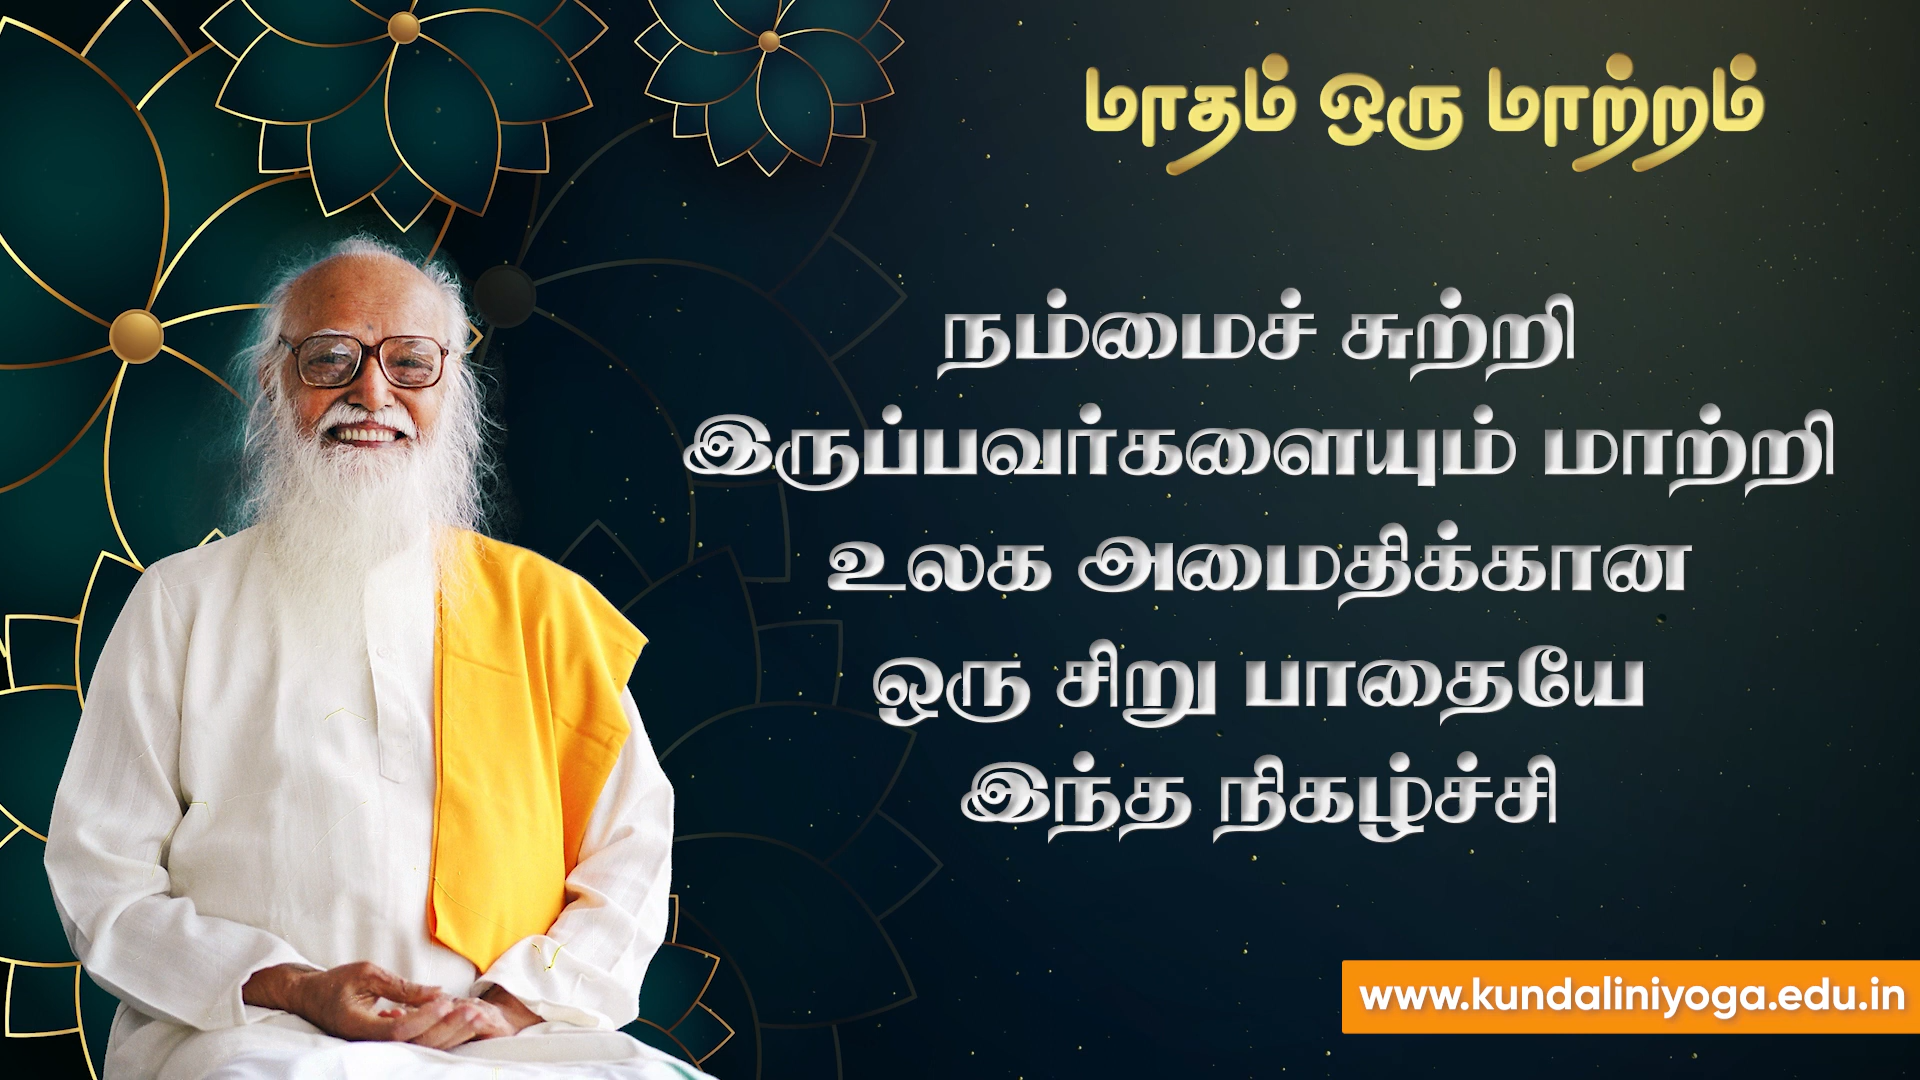 மாதம் ஒரு மாற்றம்
நம்மைச் சுற்றி
இருப்பவர்களையும் மாற்றி
உலக அமைதிக்கான
ஒரு சிறு பாதையே
இந்த நிகழ்ச்சி
www.kundaliniyoga.edu.in